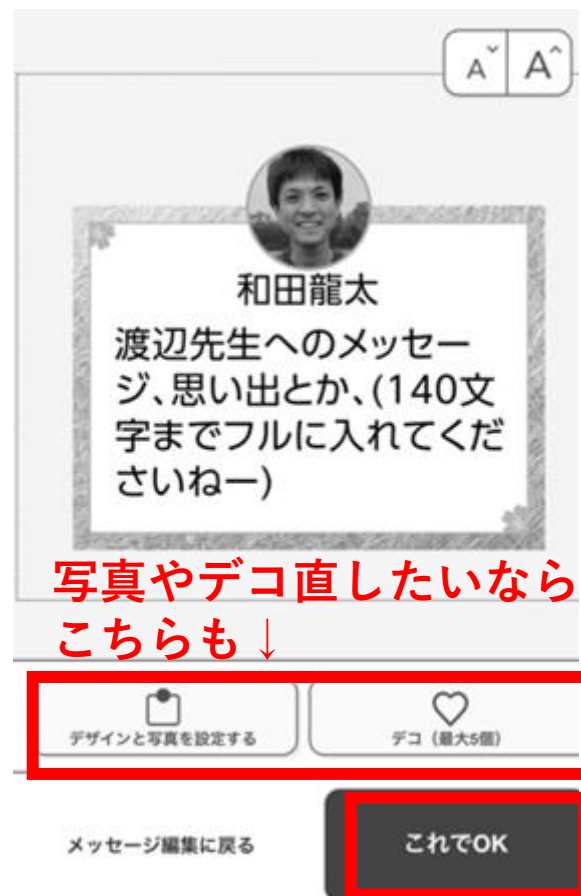 A˅ A^
和田龍太
渡辺先生へのメッセー
ジ、思い出とか、(140文
字までフルに入れてくだ
さいねー)
写真やデコ直したいなら
こちらも↓
デザインと写真を設定する
デコ（最大5個）
メッセージ編集に戻る
これでOK